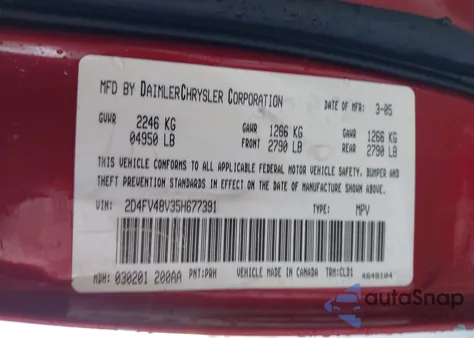 MFD BY DAIMLERCHRYSLER CORPORATION DATE OF MFR: 3-05
GVWR 2246 KG GAWR 1266 KG GAWR 1266 KG
04950 LB FRONT 2790 LB REAR 2790 LB
THIS VEHICLE CONFORMS TO ALL APPLICABLE FEDERAL MOTOR VEHICLE SAFETY, BUMPER AND
THEFT PREVENTION STANDARDS IN EFFECT ON THE DATE OF MANUFACTURE SHOWN ABOVE.
VIN: 2D4FV48V35H677391 TYPE: MPV
MDH: 030201 200AA PNT: PRH VEHICLE MADE IN CANADA TRM: CLD1 4648104
autoSnap